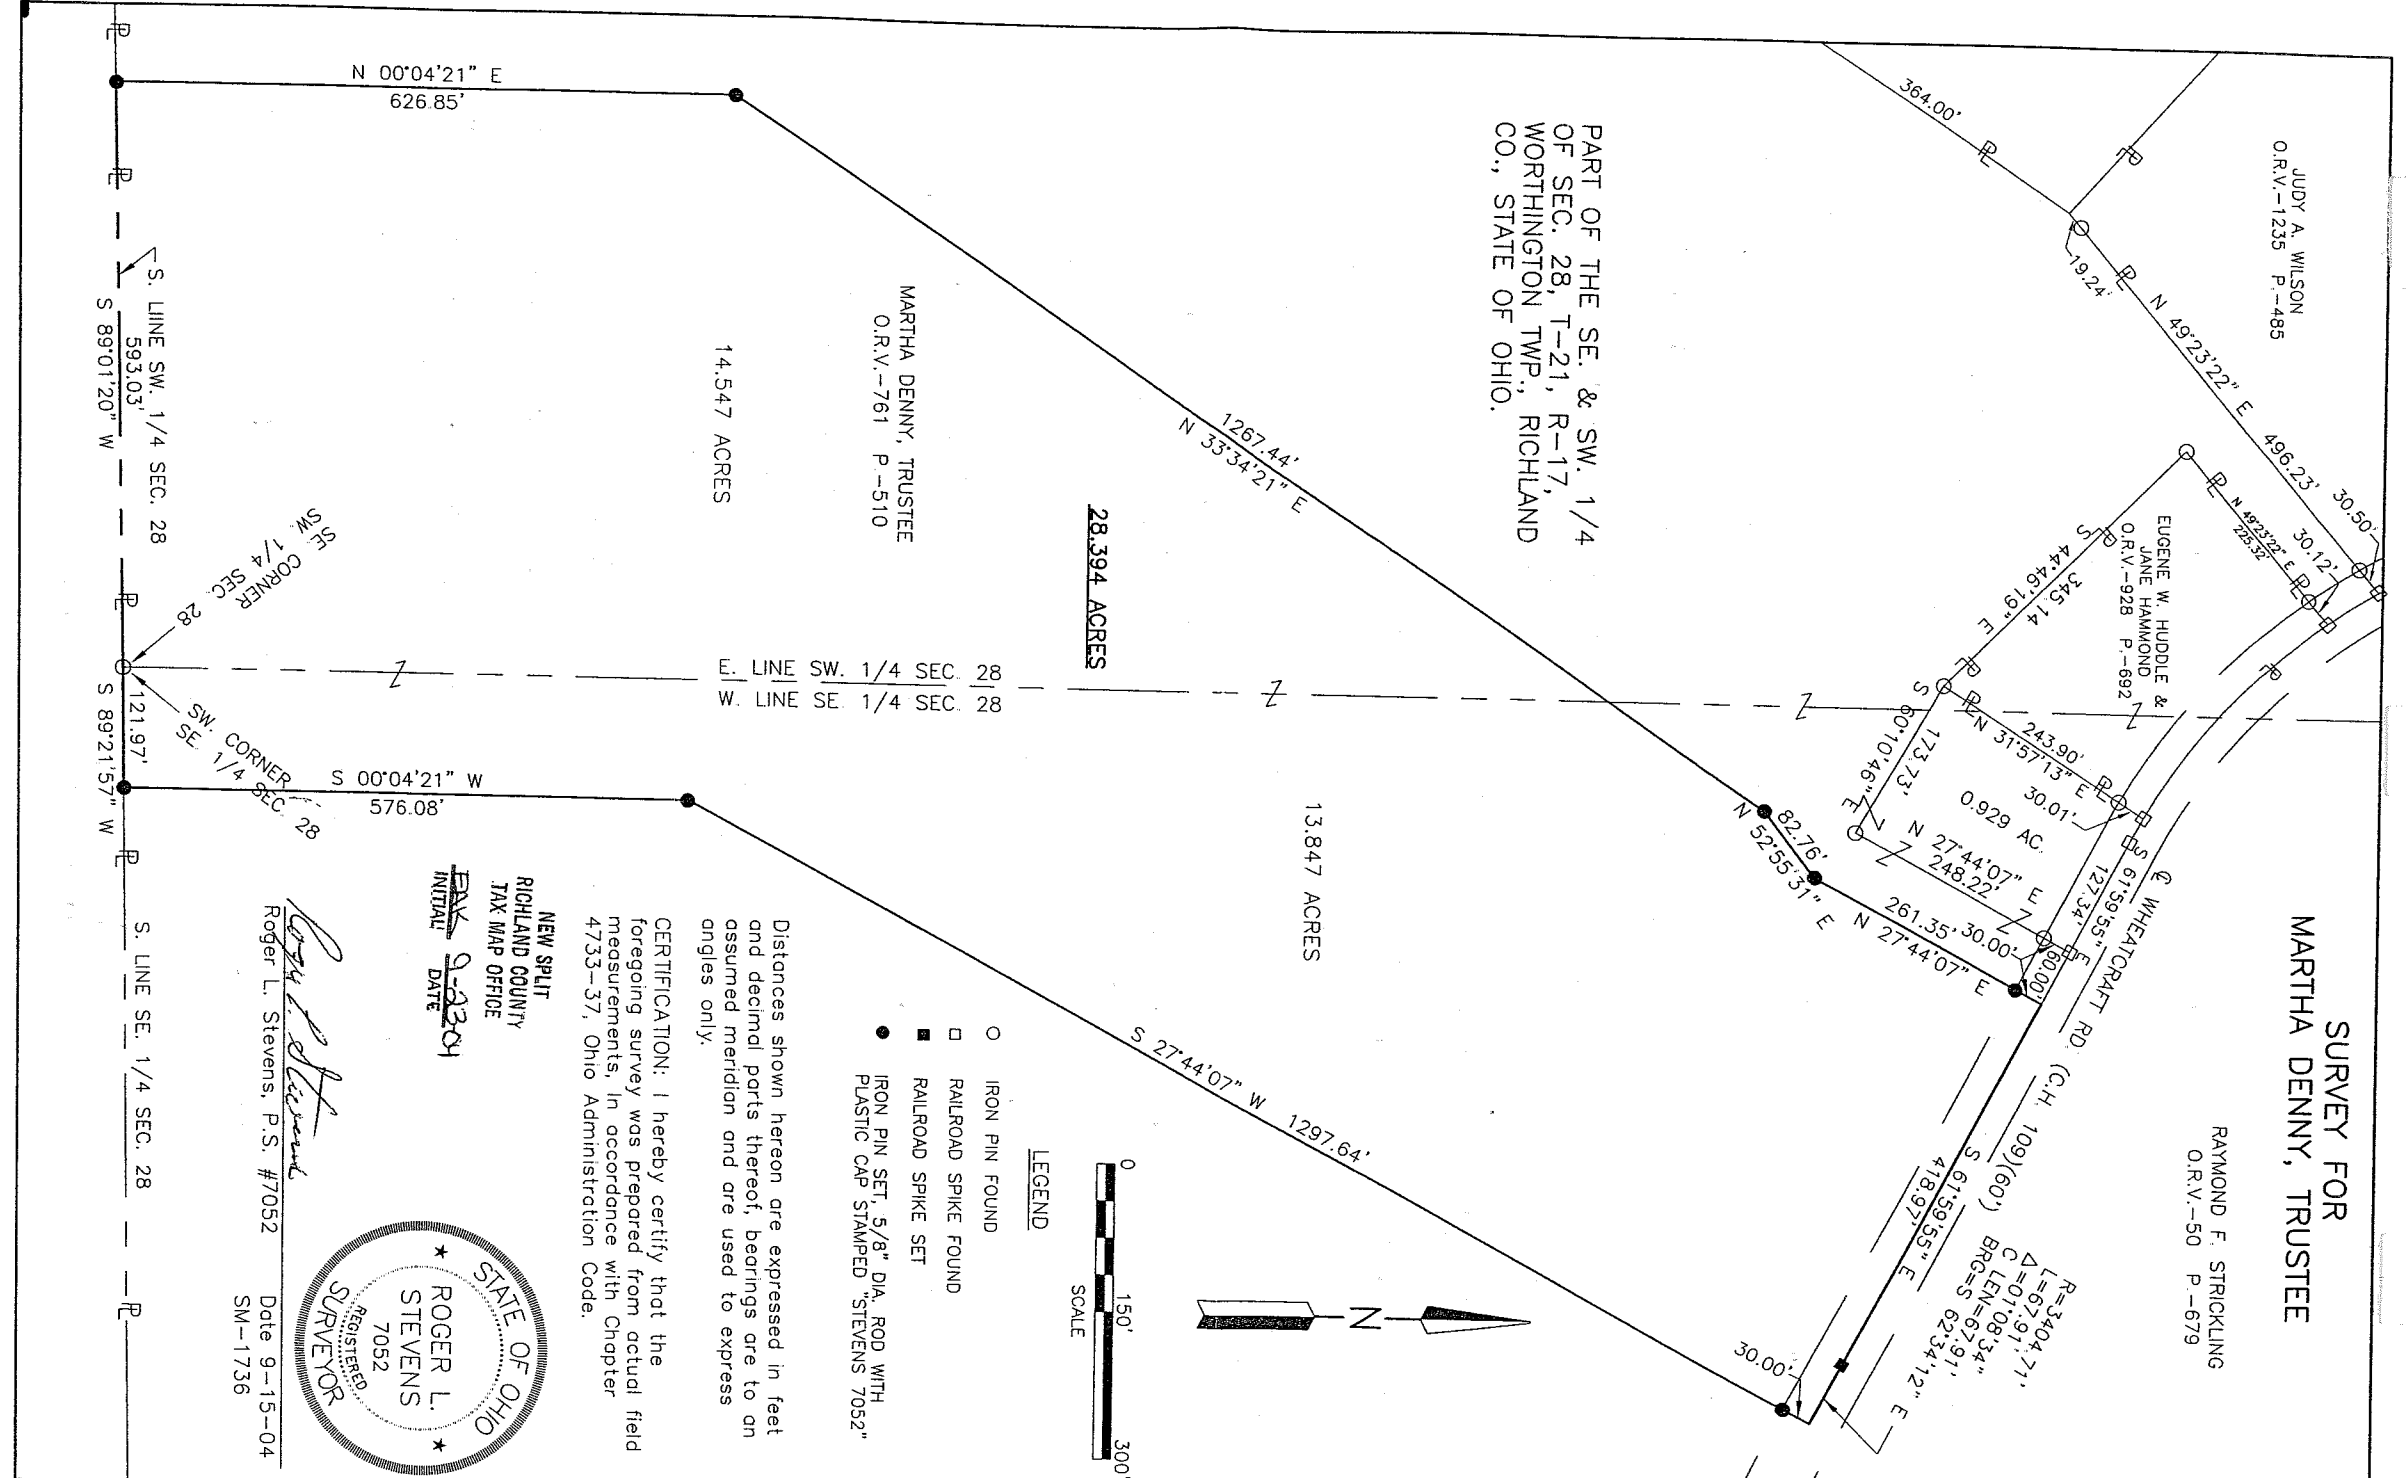 SURVEY FOR
MARTHA DENNY, TRUSTEE
JUDY A. WILSON
O.R.V.-1235 P.-485
RAYMOND F. STRICKLING
O.R.V.-50 P.-679
364.00'
19.24'
N 49°23'22" E
496.23'
30.50'
30.12'
N 49°23'22" E
225.32'
EUGENE W. HUDDLE &
JANE HAMMOND
O.R.V.-928 P.-692
345.14
S 44°46'19" E
243.90'
N 31°57'13" E
30.01'
0.929 AC.
173.73'
S 60°10'46" E
N 27°44'07" E
248.22'
S 61°59'55" E
127.34'
℄ WHEATCRAFT RD (C.H. 109)(60')
60.00'
30.00'
261.35'
N 27°44'07" E
82.76'
N 52°55'31" E
S 61°59'55" E
418.97'
R=3404.71'
L=67.91'
Δ=01°08'34"
C LEN=67.91'
BRG=S 62°34'12" E
30.00'
PART OF THE SE. & SW. 1/4
OF SEC. 28, T-21, R-17,
WORTHINGTON TWP., RICHLAND
CO., STATE OF OHIO.
1267.44'
N 33°34'21" E
28.394 ACRES
13.847 ACRES
MARTHA DENNY, TRUSTEE
O.R.V.-761 P.-510
14.547 ACRES
E. LINE SW. 1/4 SEC. 28
W. LINE SE. 1/4 SEC. 28
N 00°04'21" E
626.85'
S 00°04'21" W
576.08'
S 27°44'07" W 1297.64'
S. LIINE SW. 1/4 SEC. 28
593.03'
S 89°01'20" W
SE. CORNER
SW. 1/4 SEC. 28
SW. CORNER
SE. 1/4 SEC. 28
121.97'
S 89°21'57" W
S. LINE SE. 1/4 SEC. 28
N
0 150' 300'
SCALE
LEGEND
IRON PIN FOUND
RAILROAD SPIKE FOUND
RAILROAD SPIKE SET
IRON PIN SET, 5/8" DIA. ROD WITH
PLASTIC CAP STAMPED "STEVENS 7052"
Distances shown hereon are expressed in feet
and decimal parts thereof, bearings are to an
assumed meridian and are used to express
angles only.
CERTIFICATION: I hereby certify that the
foregoing survey was prepared from actual field
measurements, in accordance with Chapter
4733-37, Ohio Administration Code.
NEW SPLIT
RICHLAND COUNTY
TAX MAP OFFICE
9-23-04
INITIAL DATE
Roger L. Stevens
Roger L. Stevens, P.S. #7052 Date 9-15-04
SM-1736
STATE OF OHIO
ROGER L.
STEVENS
7052
REGISTERED
SURVEYOR